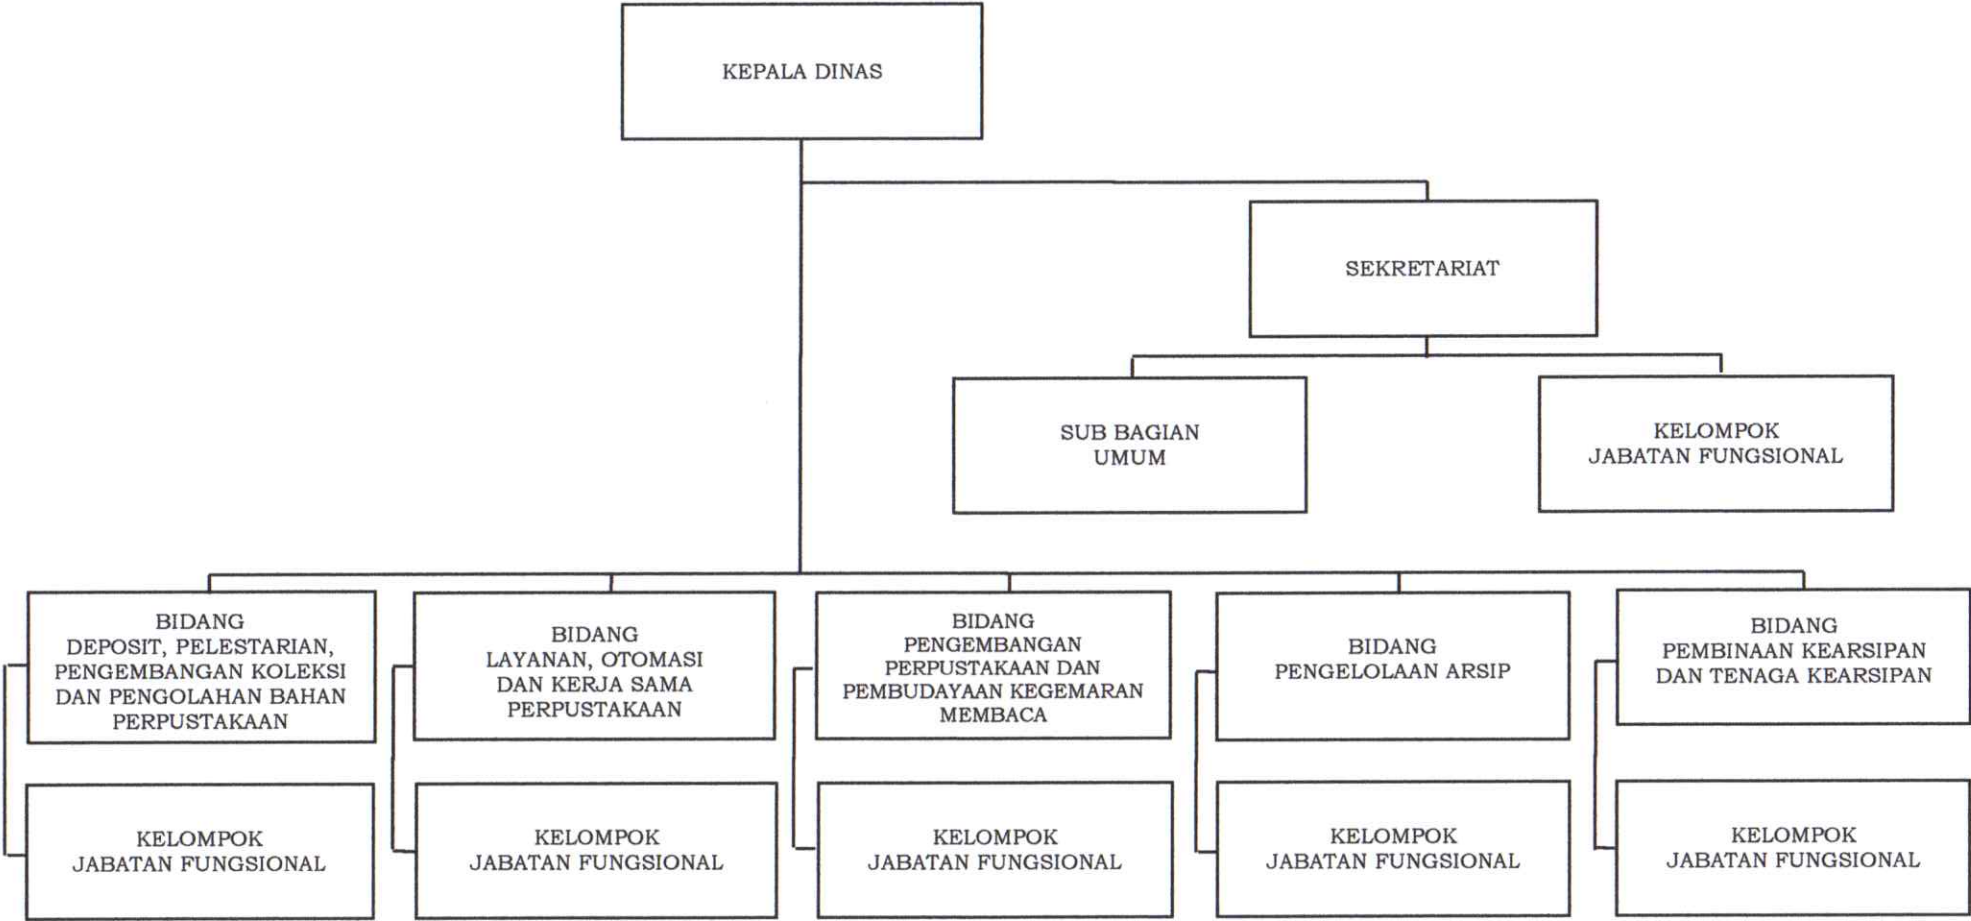 KEPALA DINAS
SEKRETARIAT
SUB BAGIAN
UMUM
KELOMPOK
JABATAN FUNGSIONAL
BIDANG
DEPOSIT, PELESTARIAN,
PENGEMBANGAN KOLEKSI
DAN PENGOLAHAN BAHAN
PERPUSTAKAAN
BIDANG
LAYANAN, OTOMASI
DAN KERJA SAMA
PERPUSTAKAAN
BIDANG
PENGEMBANGAN
PERPUSTAKAAN DAN
PEMBUDAYAAN KEGEMARAN
MEMBACA
BIDANG
PENGELOLAAN ARSIP
BIDANG
PEMBINAAN KEARSIPAN
DAN TENAGA KEARSIPAN
KELOMPOK
JABATAN FUNGSIONAL
KELOMPOK
JABATAN FUNGSIONAL
KELOMPOK
JABATAN FUNGSIONAL
KELOMPOK
JABATAN FUNGSIONAL
KELOMPOK
JABATAN FUNGSIONAL